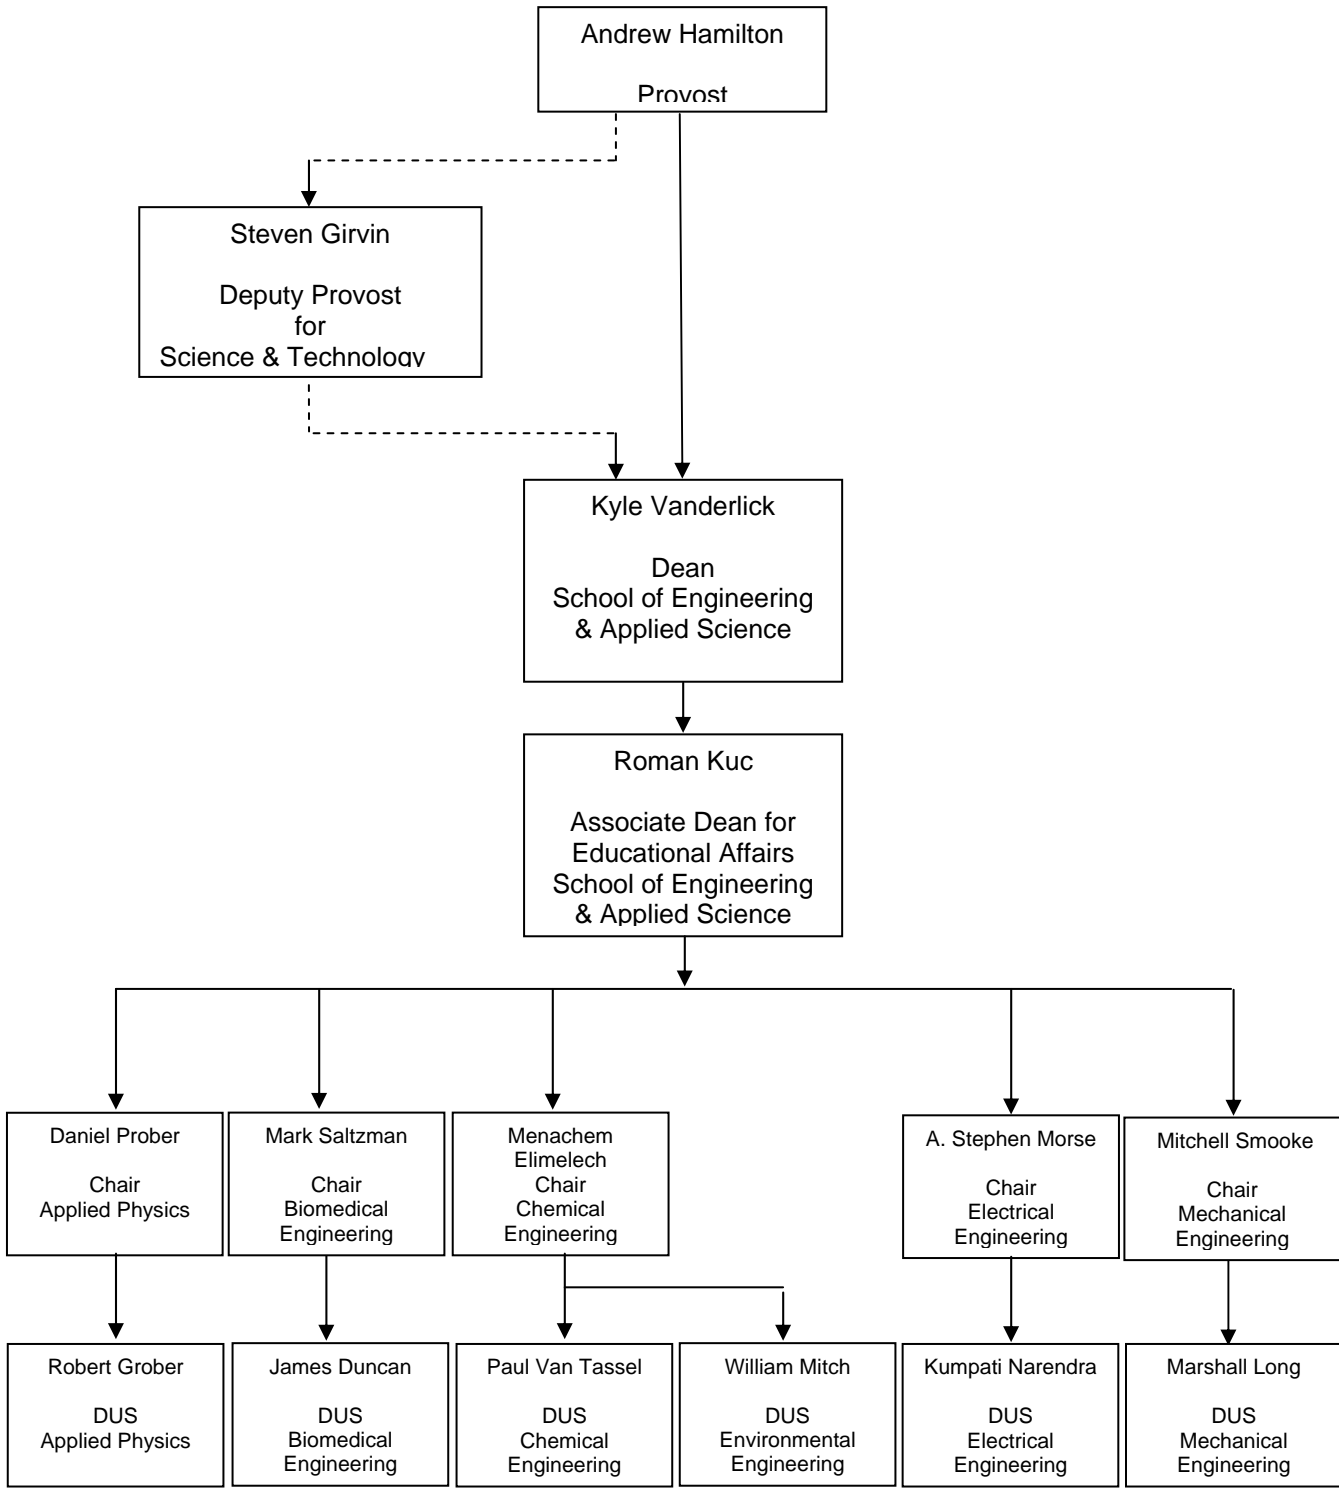 Andrew Hamilton
Provost
Steven Girvin
Deputy Provost
for
Science & Technology
Kyle Vanderlick
Dean
School of Engineering
& Applied Science
Roman Kuc
Associate Dean for
Educational Affairs
School of Engineering
& Applied Science
Daniel Prober
Chair
Applied Physics
Mark Saltzman
Chair
Biomedical
Engineering
Menachem
Elimelech
Chair
Chemical
Engineering
A. Stephen Morse
Chair
Electrical
Engineering
Mitchell Smooke
Chair
Mechanical
Engineering
Robert Grober
DUS
Applied Physics
James Duncan
DUS
Biomedical
Engineering
Paul Van Tassel
DUS
Chemical
Engineering
William Mitch
DUS
Environmental
Engineering
Kumpati Narendra
DUS
Electrical
Engineering
Marshall Long
DUS
Mechanical
Engineering